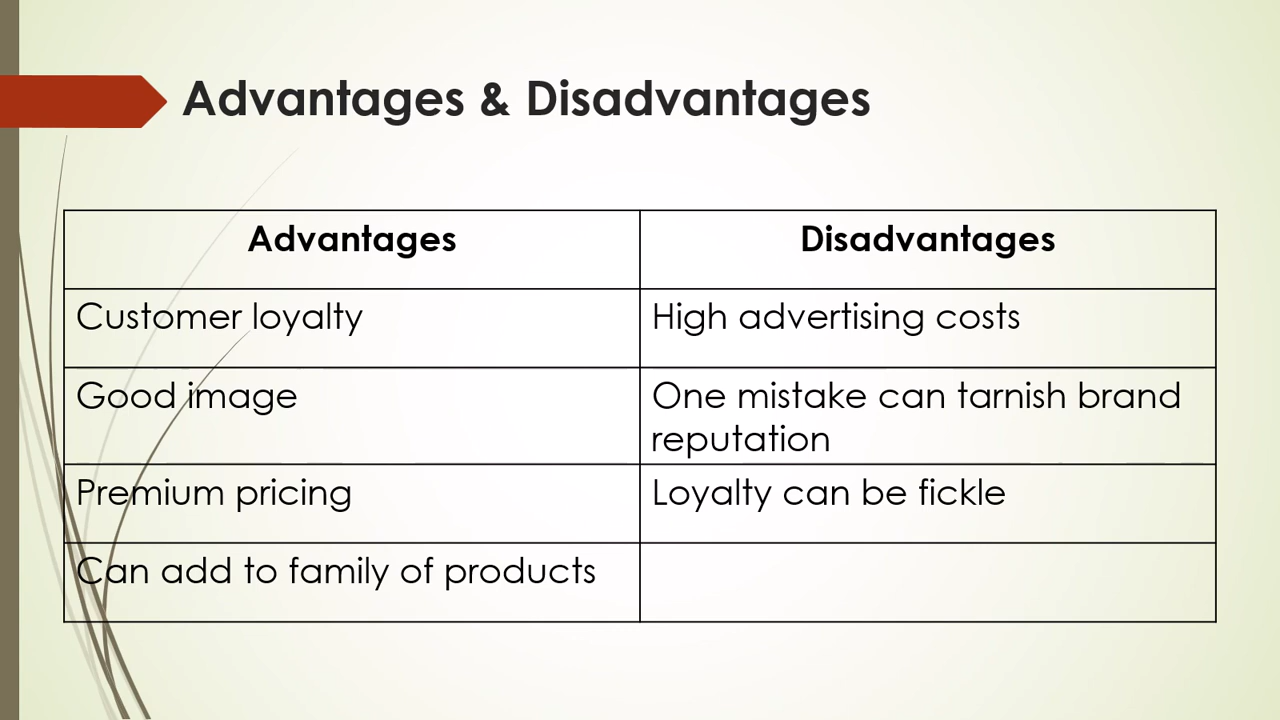 Advantages & Disadvantages
Advantages
Disadvantages
Customer loyalty
High advertising costs
Good image
One mistake can tarnish brand
reputation
Premium pricing
Loyalty can be fickle
Can add to family of products